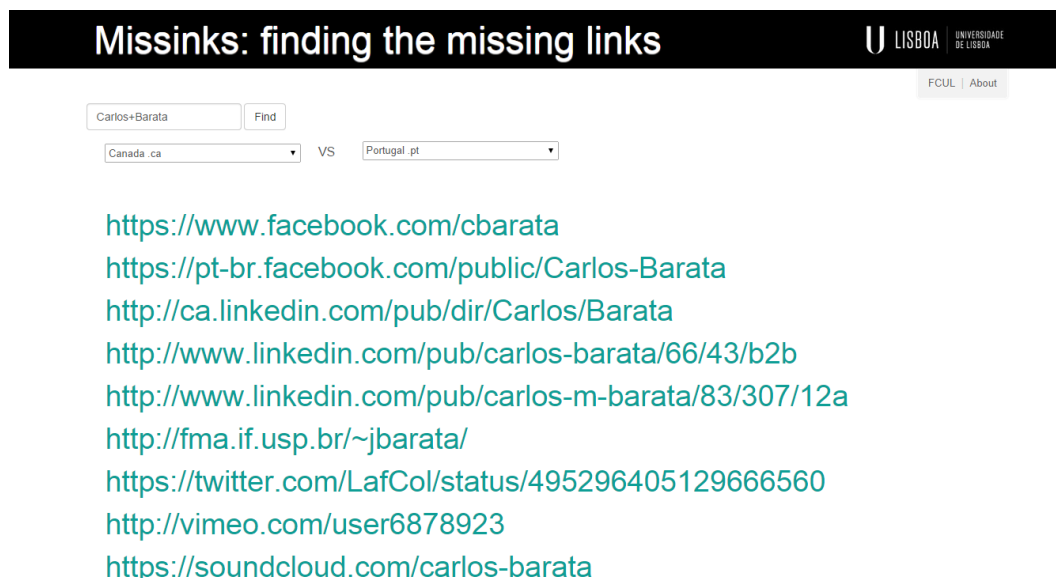 Missinks: finding the missing links
U LISBOA | UNIVERSIDADE DE LISBOA
FCUL | About
Carlos+Barata Find
Canada .ca VS Portugal .pt
https://www.facebook.com/cbarata
https://pt-br.facebook.com/public/Carlos-Barata
http://ca.linkedin.com/pub/dir/Carlos/Barata
http://www.linkedin.com/pub/carlos-barata/66/43/b2b
http://www.linkedin.com/pub/carlos-m-barata/83/307/12a
http://fma.if.usp.br/~jbarata/
https://twitter.com/LafCol/status/495296405129666560
http://vimeo.com/user6878923
https://soundcloud.com/carlos-barata